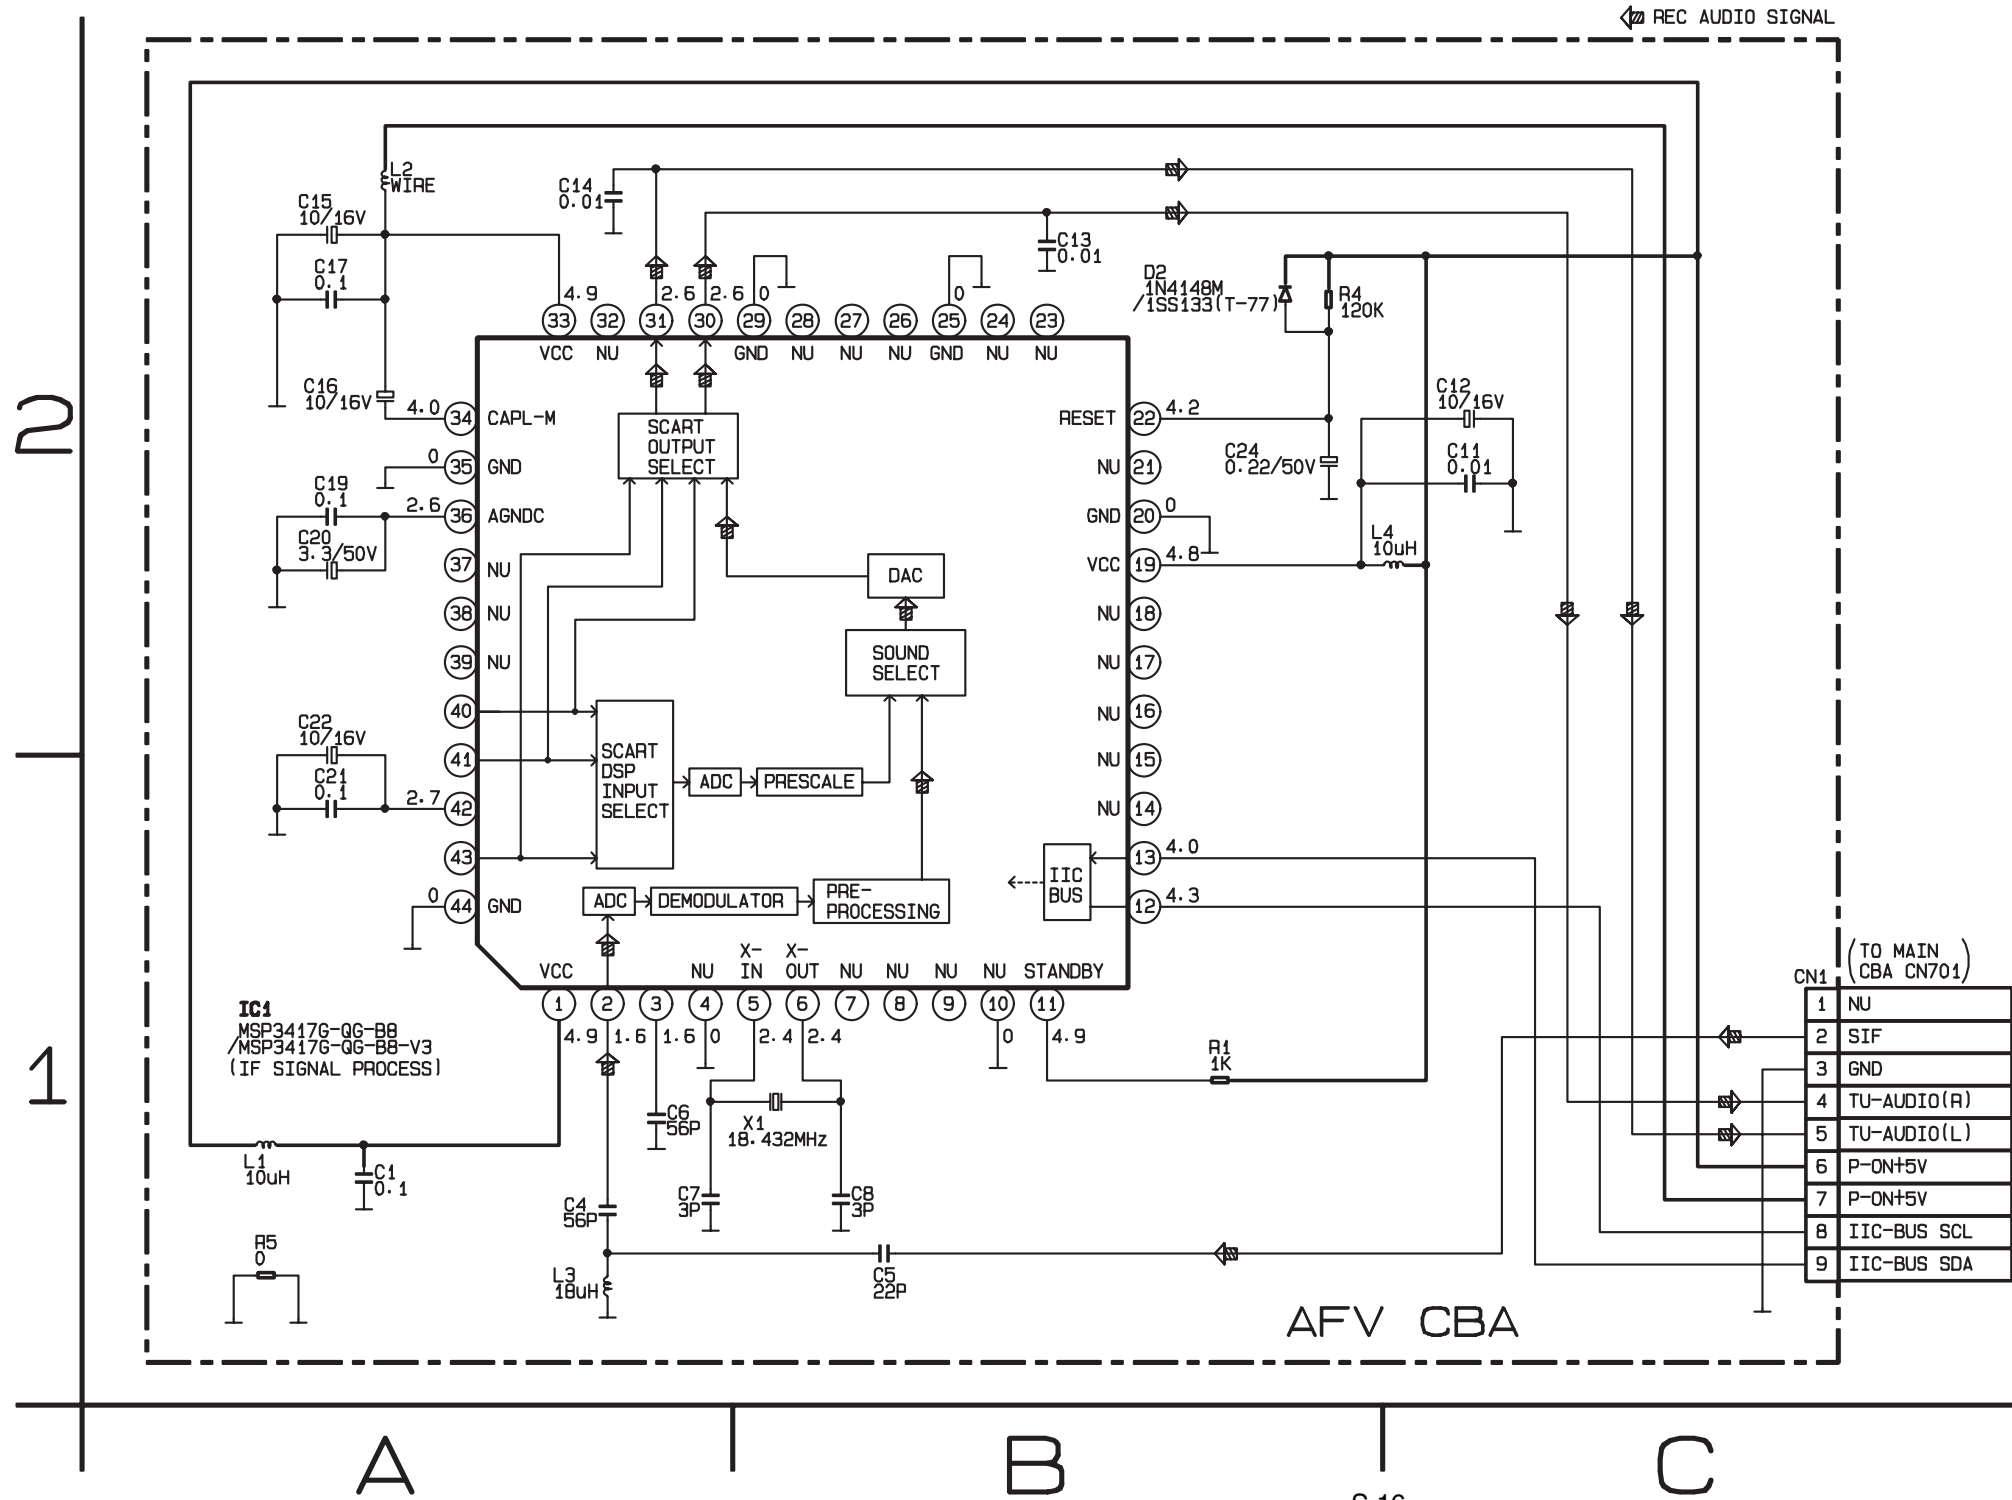 REC AUDIO SIGNAL
L2
WIRE
C15
10/16V
C17
0.1
C14
0.01
C13
0.01
D2
1N4148M
/1SS133(T-77)
R4
120K
4.9
2.6
2.6
0
0
33
32
31
30
29
28
27
26
25
24
23
VCC
NU
GND
NU
NU
NU
GND
NU
NU
C16
10/16V
4.0
34
CAPL-M
0
35
GND
C19
0.1
2.6
36
AGNDC
C20
3.3/50V
37
NU
38
NU
39
NU
40
C22
10/16V
41
C21
0.1
2.7
42
43
0
44
GND
SCART
OUTPUT
SELECT
DAC
SOUND
SELECT
SCART
DSP
INPUT
SELECT
ADC
PRESCALE
ADC
DEMODULATOR
PRE-
PROCESSING
IIC
BUS
RESET
22
4.2
NU
21
GND
20
0
VCC
19
4.8
NU
18
NU
17
NU
16
NU
15
NU
14
13
4.0
12
4.3
C24
0.22/50V
C12
10/16V
C11
0.01
L4
10uH
VCC
NU
X-
IN
X-
OUT
NU
NU
NU
NU
STANDBY
1
2
3
4
5
6
7
8
9
10
11
4.9
1.6
1.6
0
2.4
2.4
0
4.9
IC1
/MSP3417G-QG-B8
/MSP3417G-QG-B8-V3
(IF SIGNAL PROCESS)
R1
1K
C6
56P
X1
18.432MHz
L1
10uH
C1
0.1
C4
56P
C7
3P
C8
3P
R5
0
L3
18uH
C5
22P
AFV CBA
(TO MAIN
CBA CN701)
CN1
1 NU
2 SIF
3 GND
4 TU-AUDIO(R)
5 TU-AUDIO(L)
6 P-ON+5V
7 P-ON+5V
8 IIC-BUS SCL
9 IIC-BUS SDA
2
1
A
B
C